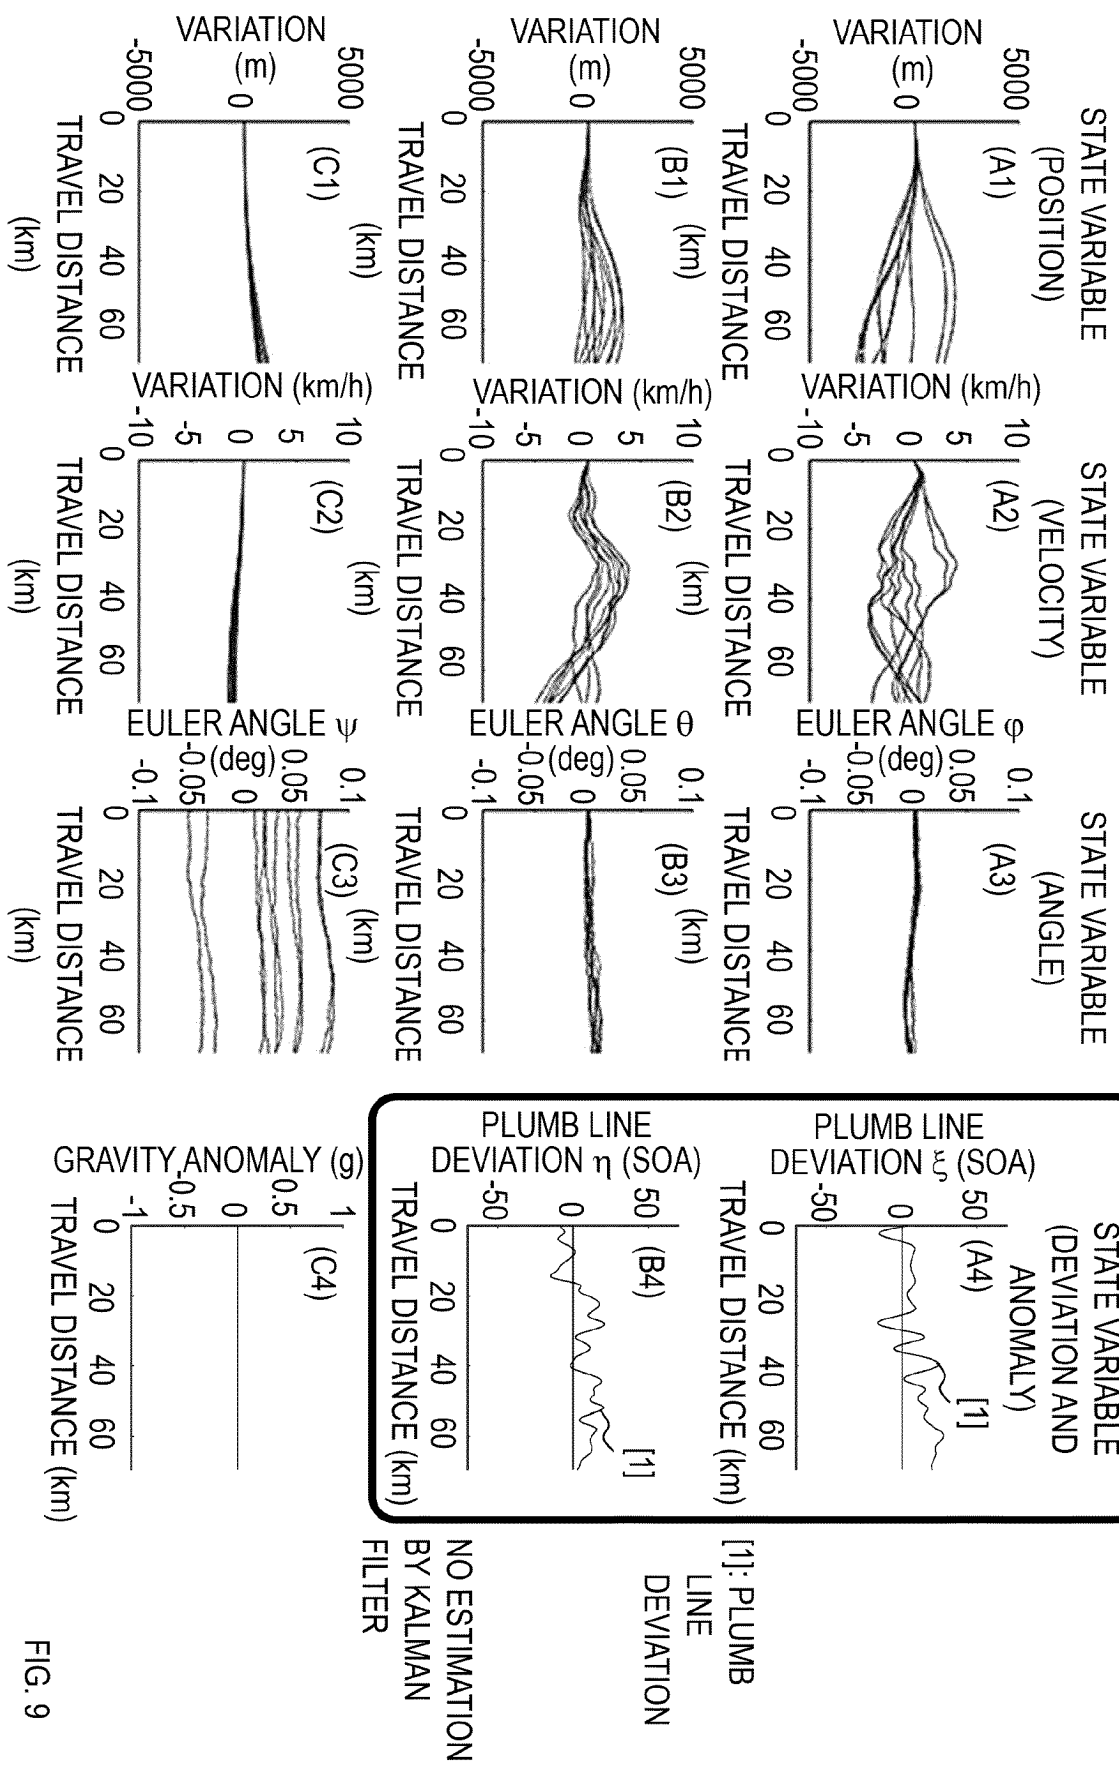 STATE VARIABLE
(POSITION)
STATE VARIABLE
(VELOCITY)
STATE VARIABLE
(ANGLE)
STATE VARIABLE
(DEVIATION AND
ANOMALY)
(A1)
VARIATION
(m)
5000
0
-5000
0 20 40 60
TRAVEL DISTANCE
(km)
(A2)
VARIATION (km/h)
10
5
0
-5
-10
0 20 40 60
TRAVEL DISTANCE
(km)
(A3)
EULER ANGLE φ
(deg)
0.1
0.05
0
-0.05
-0.1
0 20 40 60
TRAVEL DISTANCE
(km)
(A4)
[1]
PLUMB LINE
DEVIATION ξ (SOA)
50
0
-50
0 20 40 60
TRAVEL DISTANCE (km)
[1]: PLUMB
LINE
DEVIATION
(B1)
VARIATION
(m)
5000
0
-5000
0 20 40 60
TRAVEL DISTANCE
(km)
(B2)
VARIATION (km/h)
10
5
0
-5
-10
0 20 40 60
TRAVEL DISTANCE
(km)
(B3)
EULER ANGLE θ
(deg)
0.1
0.05
0
-0.05
-0.1
0 20 40 60
TRAVEL DISTANCE
(km)
(B4)
[1]
PLUMB LINE
DEVIATION η (SOA)
50
0
-50
0 20 40 60
TRAVEL DISTANCE (km)
NO ESTIMATION
BY KALMAN
FILTER
(C1)
VARIATION
(m)
5000
0
-5000
0 20 40 60
TRAVEL DISTANCE
(km)
(C2)
VARIATION (km/h)
10
5
0
-5
-10
0 20 40 60
TRAVEL DISTANCE
(km)
(C3)
EULER ANGLE ψ
(deg)
0.1
0.05
0
-0.05
-0.1
0 20 40 60
TRAVEL DISTANCE
(km)
(C4)
GRAVITY ANOMALY (g)
1
0.5
0
-0.5
-1
0 20 40 60
TRAVEL DISTANCE (km)
FIG. 9